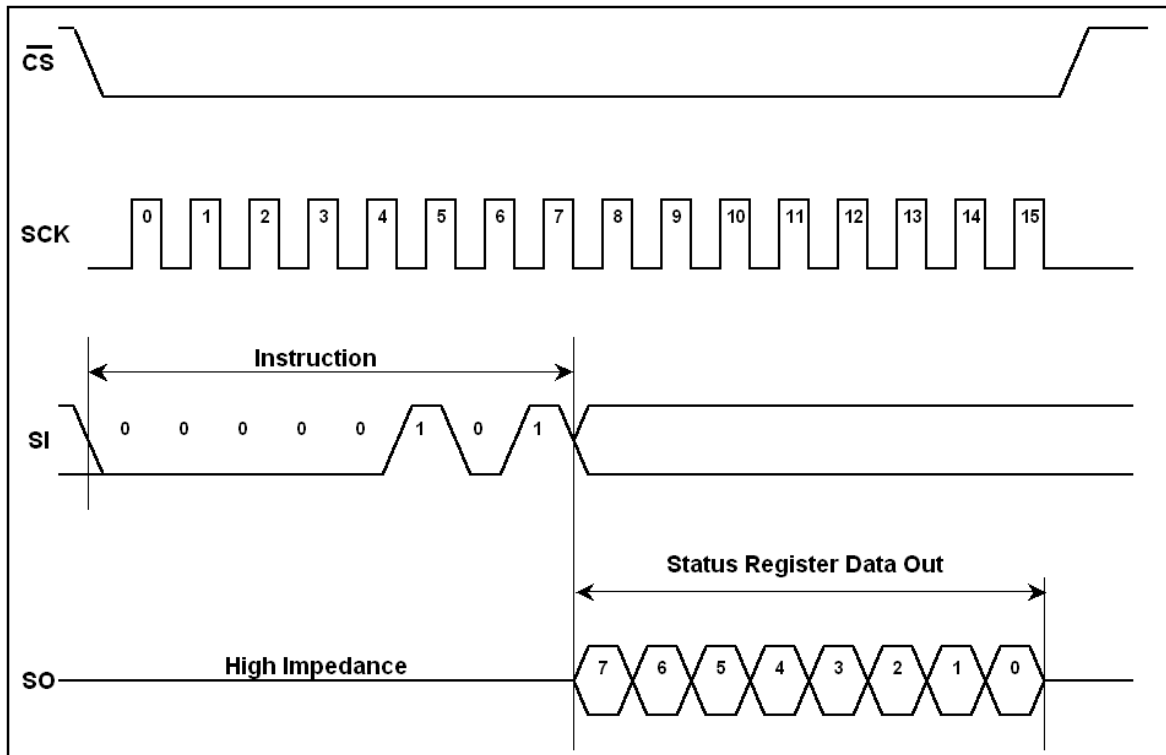 CS
SCK
0 1 2 3 4 5 6 7 8 9 10 11 12 13 14 15
Instruction
SI
0 0 0 0 0 1 0 1
Status Register Data Out
SO
High Impedance
7 6 5 4 3 2 1 0